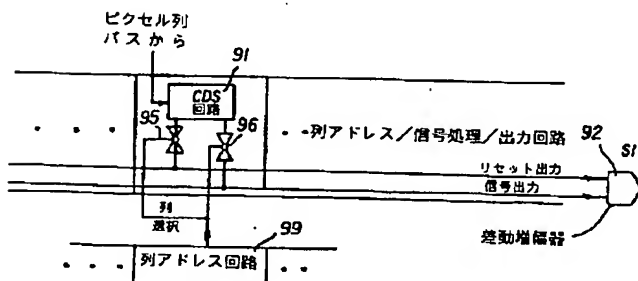 ピクセル列
バスから
91
CDS
回路
95
96
列アドレス/信号処理/出力回路
92
S1
リセット出力
信号出力
列
選択
差動増幅器
99
列アドレス回路